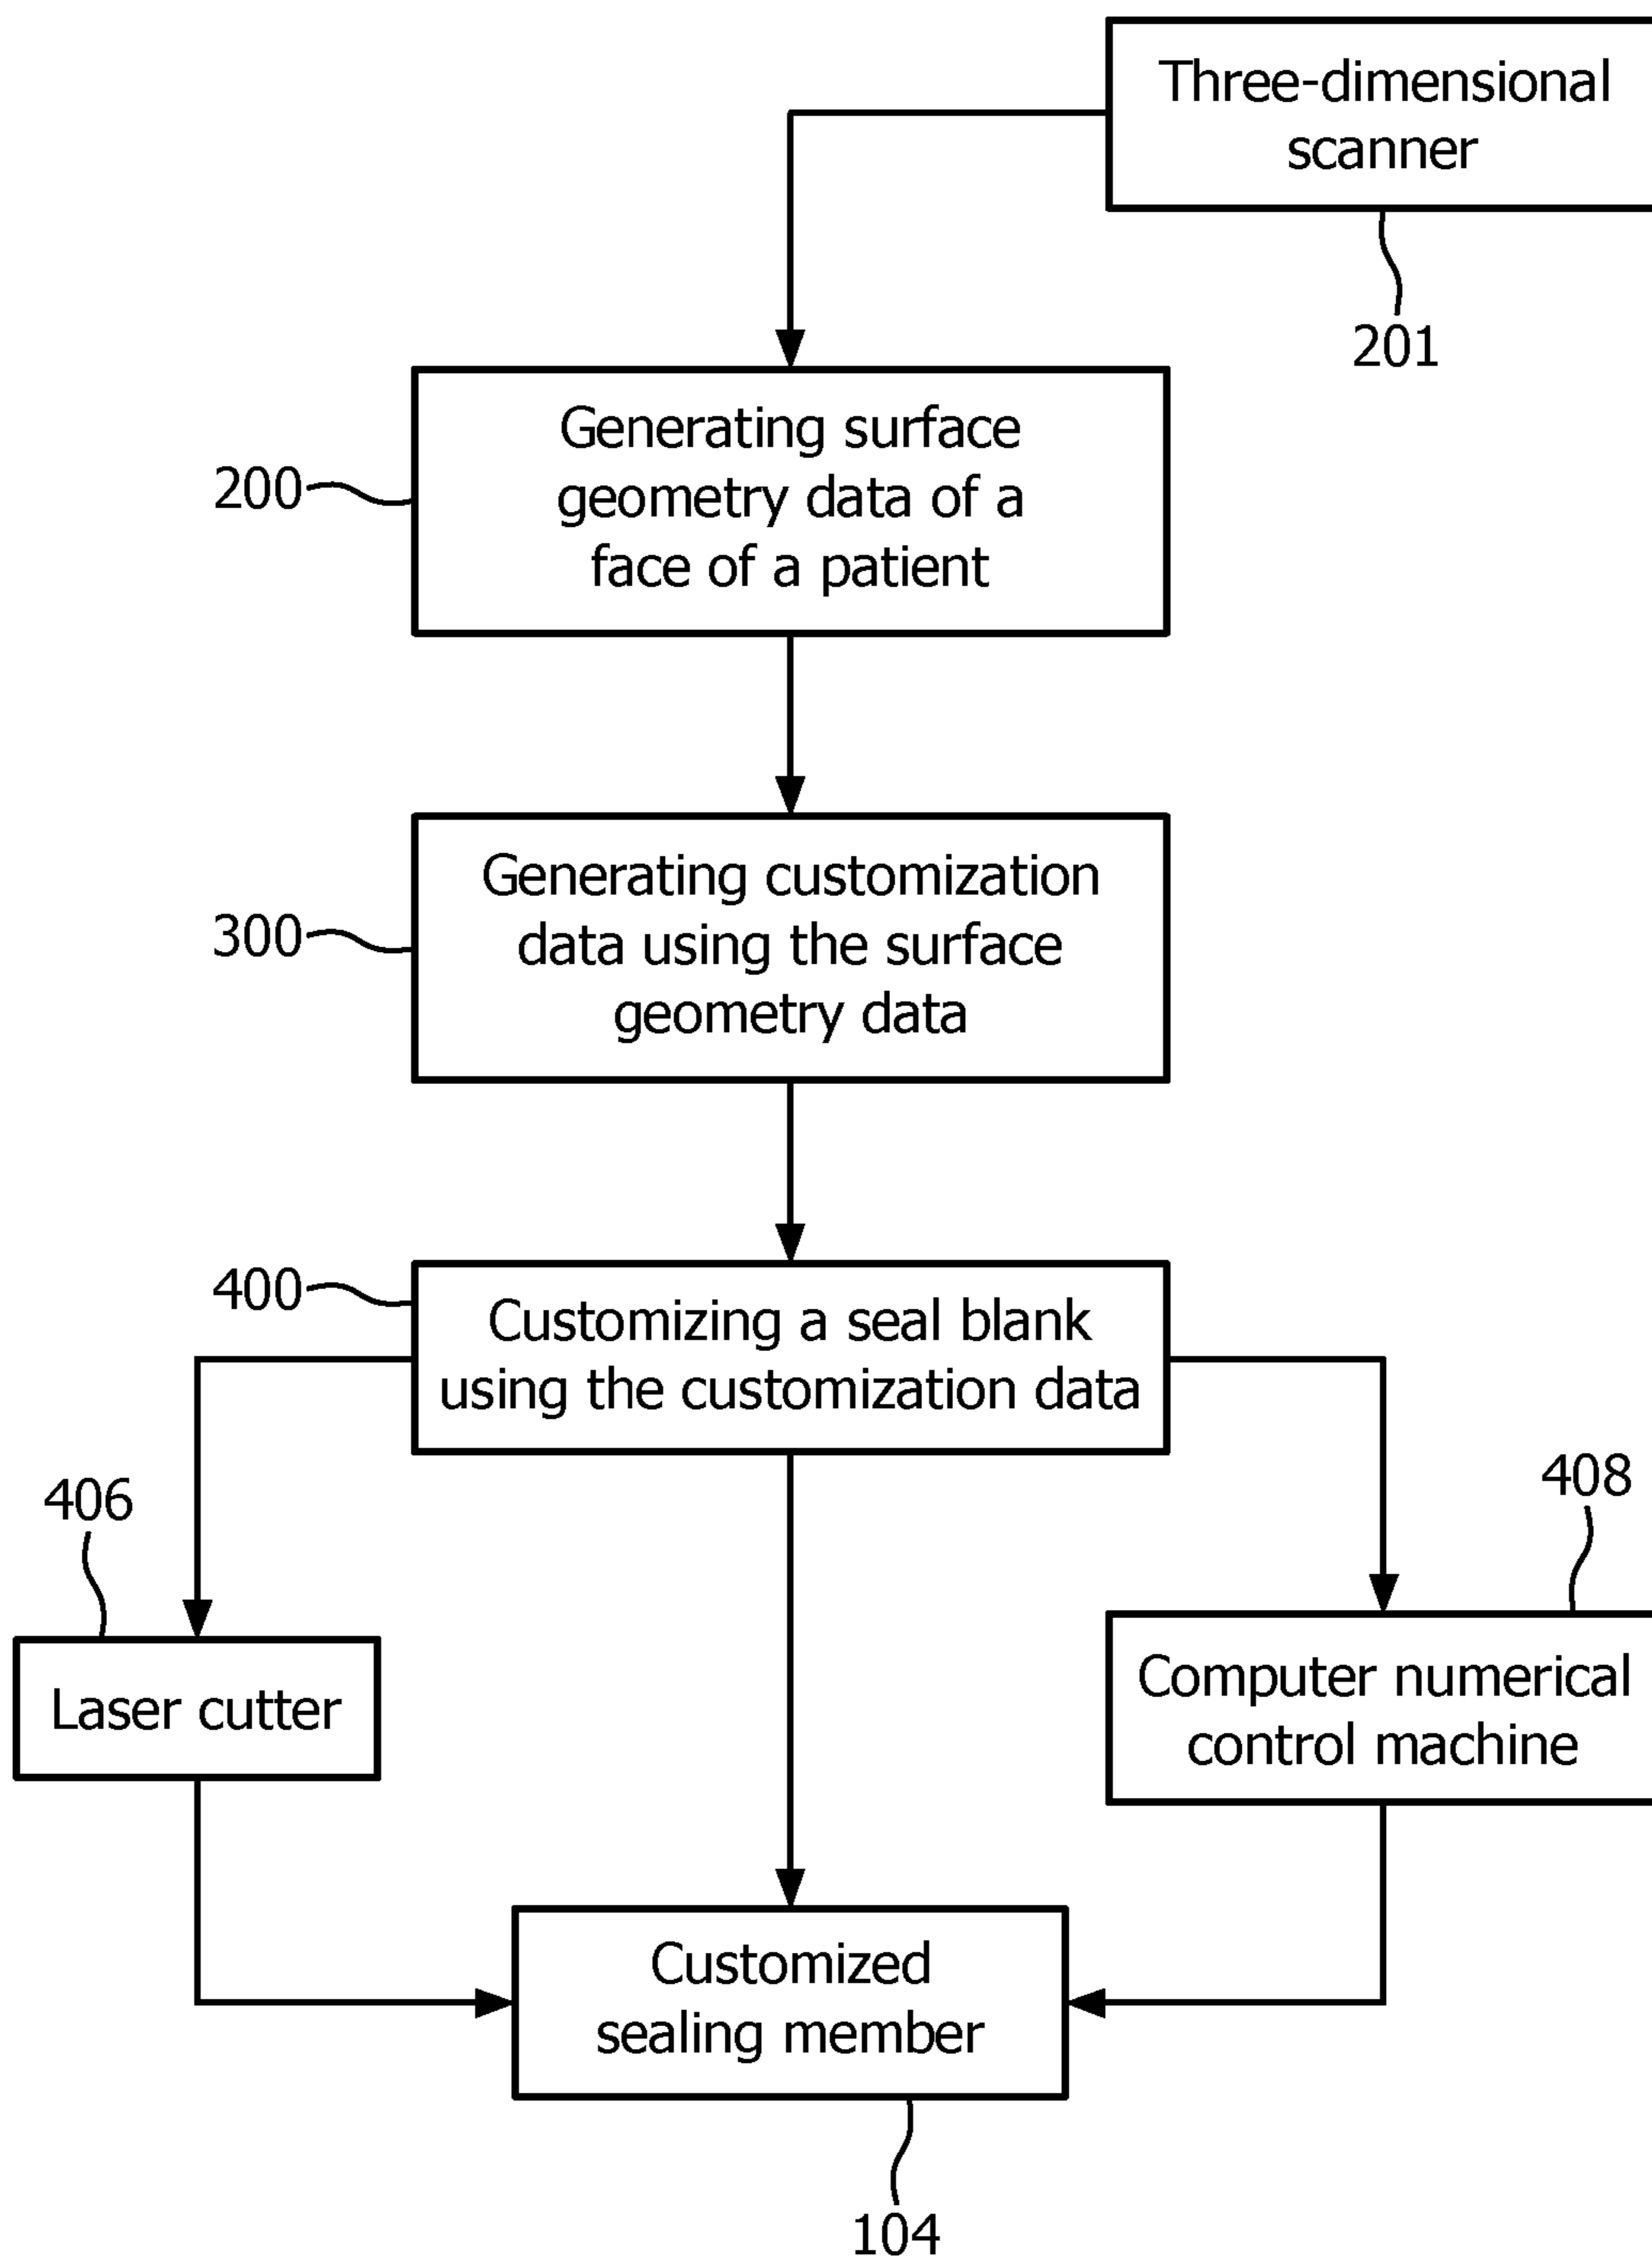 Three-dimensional
scanner
201
200
Generating surface
geometry data of a
face of a patient
300
Generating customization
data using the surface
geometry data
400
Customizing a seal blank
using the customization data
406
Laser cutter
408
Computer numerical
control machine
Customized
sealing member
104